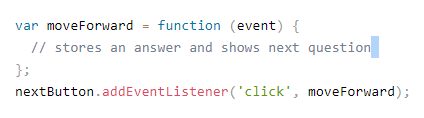 var moveForward = function (event) {
  // stores an answer and shows next question
};
nextButton.addEventListener('click', moveForward);